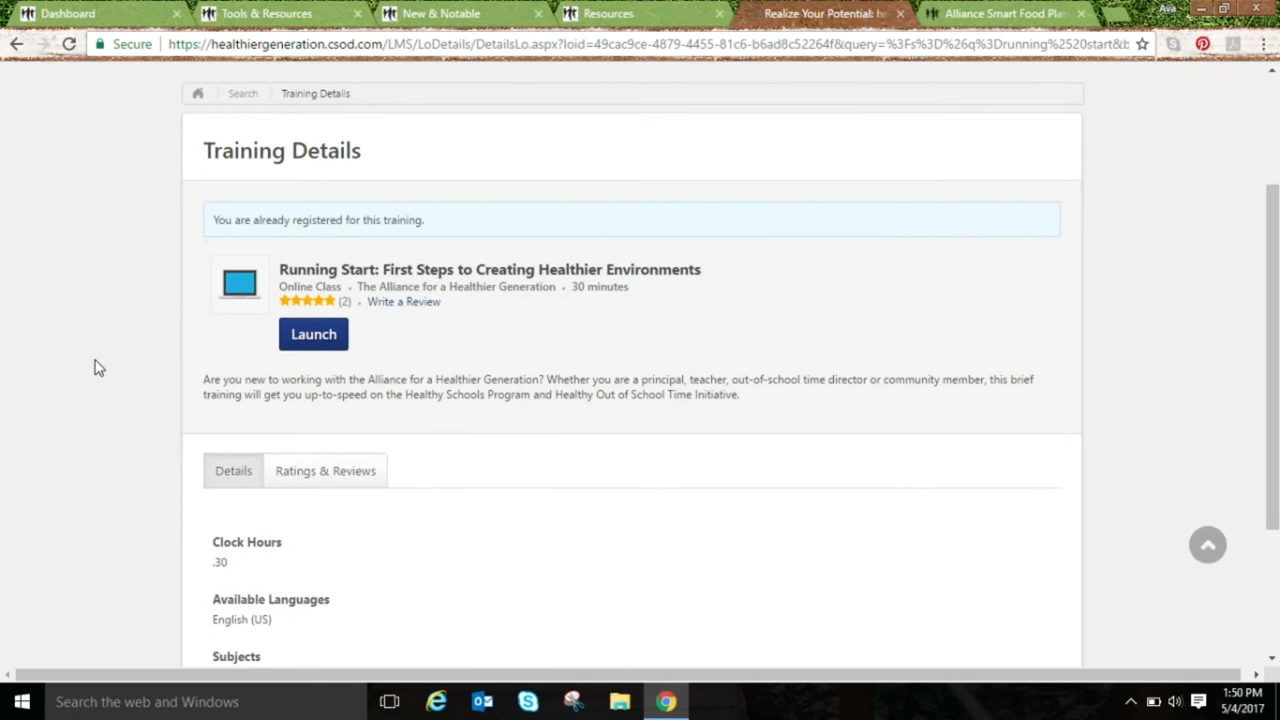 Dashboard
Tools & Resources
New & Notable
Resources
Realize Your Potential: h
Alliance Smart Food Plan
Ava
Secure
https://healthiergeneration.csod.com/LMS/LoDetails/DetailsLo.aspx?loid=49cac9ce-4879-4455-81c6-b6ad8c52264f&query=%3Fs%3D%26q%3Drunning%2520start&b
Search
Training Details
Training Details
You are already registered for this training.
Running Start: First Steps to Creating Healthier Environments
Online Class • The Alliance for a Healthier Generation • 30 minutes
(2) • Write a Review
Launch
Are you new to working with the Alliance for a Healthier Generation? Whether you are a principal, teacher, out-of-school time director or community member, this brief
training will get you up-to-speed on the Healthy Schools Program and Healthy Out of School Time Initiative.
Details
Ratings & Reviews
Clock Hours
.30
Available Languages
English (US)
Subjects
Search the web and Windows
1:50 PM
5/4/2017